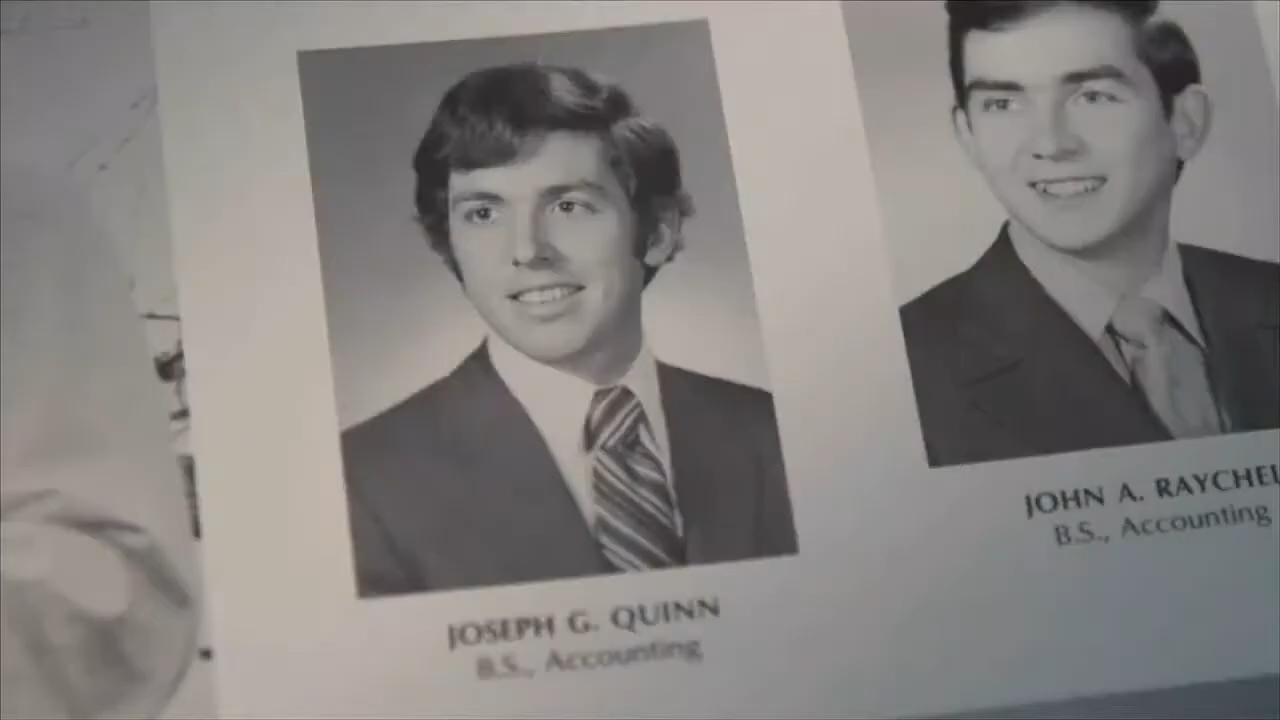 JOSEPH G. QUINN
B.S., Accounting
JOHN A. RAYCHEL
B.S., Accounting